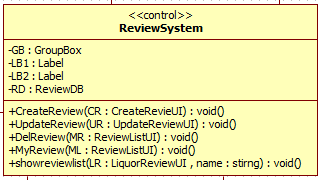 <<control>>
ReviewSystem
-GB : GroupBox
-LB1 : Label
-LB2 : Label
-RD : ReviewDB
+CreateReview(CR : CreateRevieUI) : void()
+UpdateReview(UR : UpdateReviewUI) : void()
+DelReview(MR : ReviewListUI) : void()
+MyReview(ML : ReviewListUI) : void()
+showreviewlist(LR : LiquorReviewUI , name : stirng) : void()